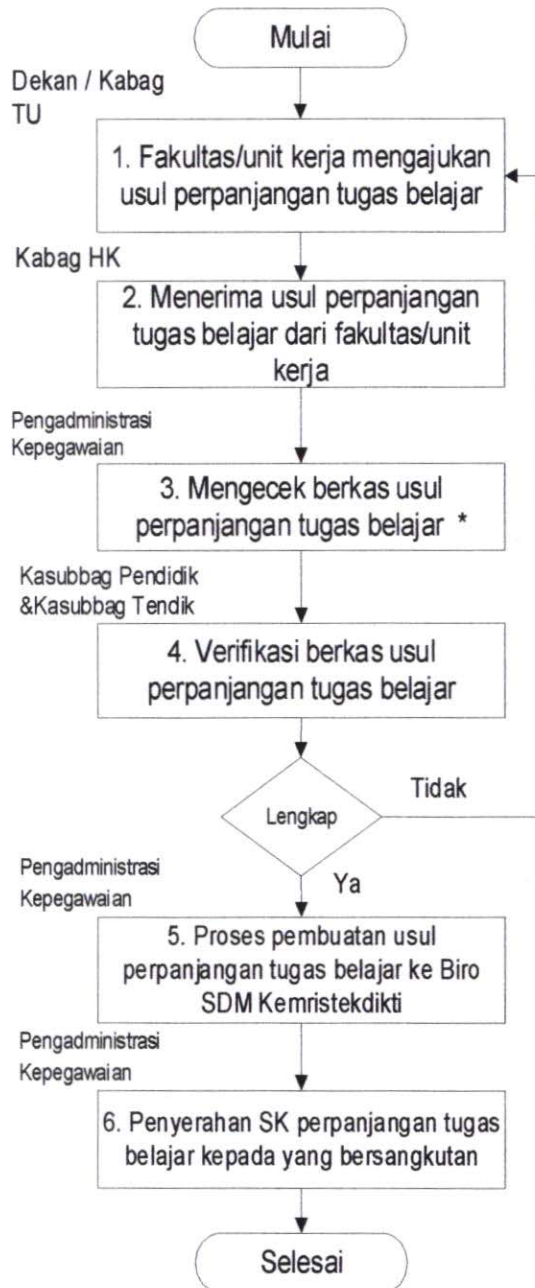 Mulai
Dekan / Kabag
TU
1. Fakultas/unit kerja mengajukan
usul perpanjangan tugas belajar
Kabag HK
2. Menerima usul perpanjangan
tugas belajar dari fakultas/unit
kerja
Pengadministrasi
Kepegawaian
3. Mengecek berkas usul
perpanjangan tugas belajar *
Kasubbag Pendidik
&Kasubbag Tendik
4. Verifikasi berkas usul
perpanjangan tugas belajar
Lengkap
Tidak
Ya
Pengadministrasi
Kepegawaian
5. Proses pembuatan usul
perpanjangan tugas belajar ke Biro
SDM Kemristekdikti
Pengadministrasi
Kepegawaian
6. Penyerahan SK perpanjangan tugas
belajar kepada yang bersangkutan
Selesai